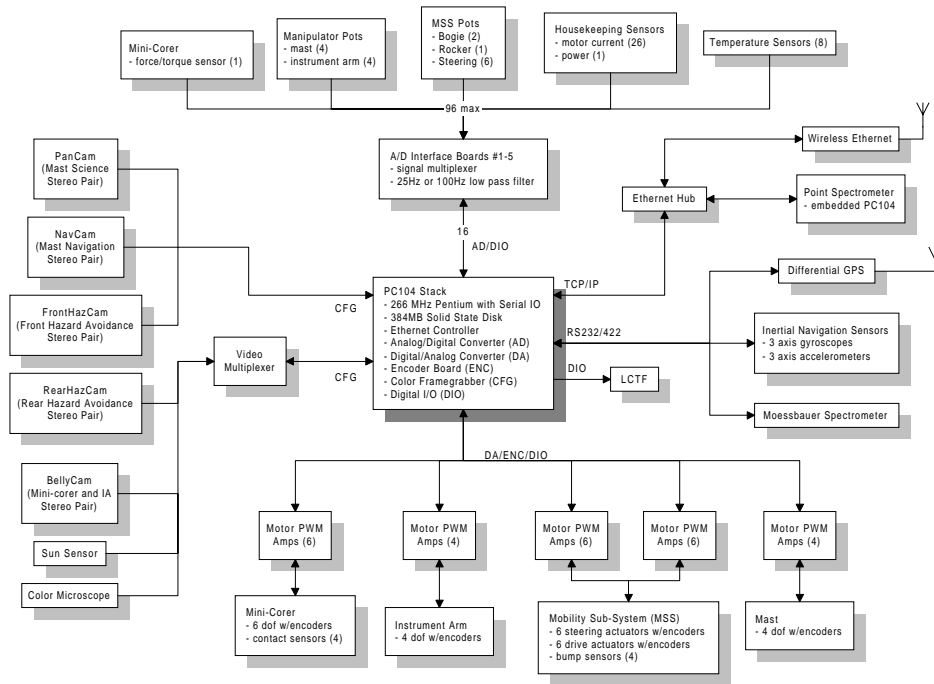 Mini-Corer
- force/torque sensor (1)
Manipulator Pots
- mast (4)
- instrument arm (4)
MSS Pots
- Bogie (2)
- Rocker (1)
- Steering (6)
Housekeeping Sensors
- motor current (26)
- power (1)
Temperature Sensors (8)
96 max
PanCam
(Mast Science
Stereo Pair)
A/D Interface Boards #1-5
- signal multiplexer
- 25Hz or 100Hz low pass filter
Wireless Ethernet
Ethernet Hub
Point Spectrometer
- embedded PC104
NavCam
(Mast Navigation
Stereo Pair)
16
AD/DIO
CFG
PC104 Stack
- 266 MHz Pentium with Serial IO
- 384MB Solid State Disk
- Ethernet Controller
- Analog/Digital Converter (AD)
- Digital/Analog Converter (DA)
- Encoder Board (ENC)
- Color Framegrabber (CFG)
- Digital I/O (DIO)
TCP/IP
Differential GPS
FrontHazCam
(Front Hazard Avoidance
Stereo Pair)
RS232/422
Inertial Navigation Sensors
- 3 axis gyroscopes
- 3 axis accelerometers
Video
Multiplexer
CFG
DIO
LCTF
RearHazCam
(Rear Hazard Avoidance
Stereo Pair)
Moessbauer Spectrometer
DA/ENC/DIO
BellyCam
(Mini-corer and IA
Stereo Pair)
Sun Sensor
Color Microscope
Motor PWM
Amps (6)
Motor PWM
Amps (4)
Motor PWM
Amps (6)
Motor PWM
Amps (6)
Motor PWM
Amps (4)
Mini-Corer
- 6 dof w/encoders
- contact sensors (4)
Instrument Arm
- 4 dof w/encoders
Mobility Sub-System (MSS)
- 6 steering actuators w/encoders
- 6 drive actuators w/encoders
- bump sensors (4)
Mast
- 4 dof w/encoders